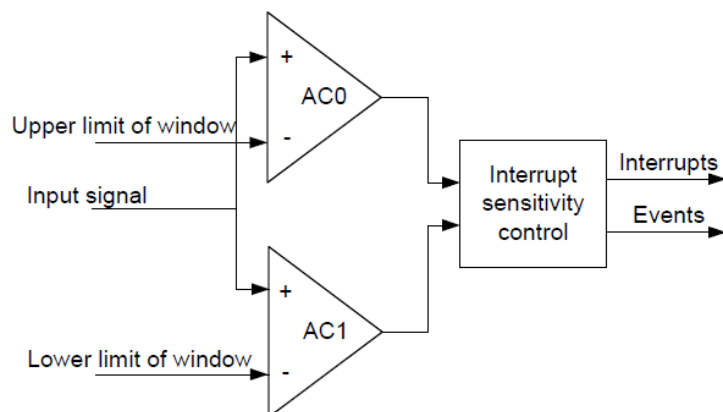 +
AC0
Upper limit of window
-
Input signal
Interrupt
sensitivity
control
Interrupts
Events
+
AC1
Lower limit of window
-